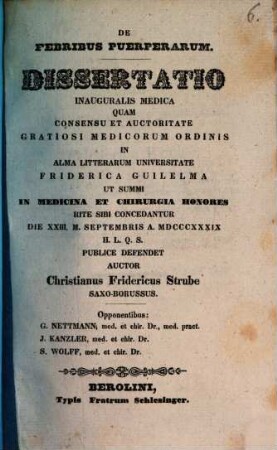 6.
DE
FEBRIBUS PUERPERARUM.
DISSERTATIO
INAUGURALIS MEDICA
QUAM
CONSENSU ET AUCTORITATE
GRATIOSI MEDICORUM ORDINIS
IN
ALMA LITTERARUM UNIVERSITATE
FRIDERICA GUILELMA
UT SUMMI
IN MEDICINA ET CHIRURGIA HONORES
RITE SIBI CONCEDANTUR
DIE XXIII. M. SEPTEMBRIS A. MDCCCXXXIX
H. L. Q. S.
PUBLICE DEFENDET
AUCTOR
Christianus Fridericus Strube
SAXO-BORUSSUS.
Opponentibus:
G. NETTMANN, med. et chir. Dr., med. pract.
J. KANZLER, med. et chir. Dr.
S. WOLFF, med. et chir. Dr.
BEROLINI,
Typis Fratrum Schlesinger.